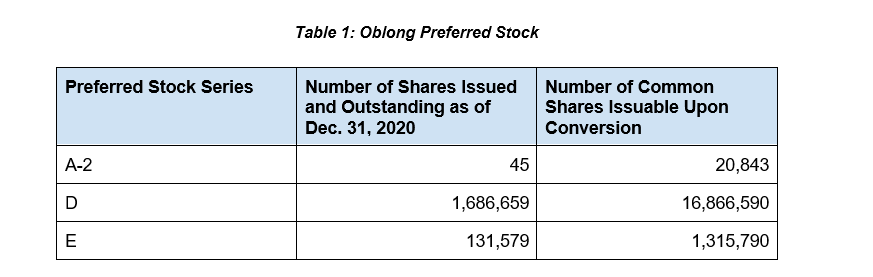 Table 1: Oblong Preferred Stock
Preferred Stock Series
Number of Shares Issued
and Outstanding as of
Dec. 31, 2020
Number of Common
Shares Issuable Upon
Conversion
A-2 45 20,843
D 1,686,659 16,866,590
E 131,579 1,315,790